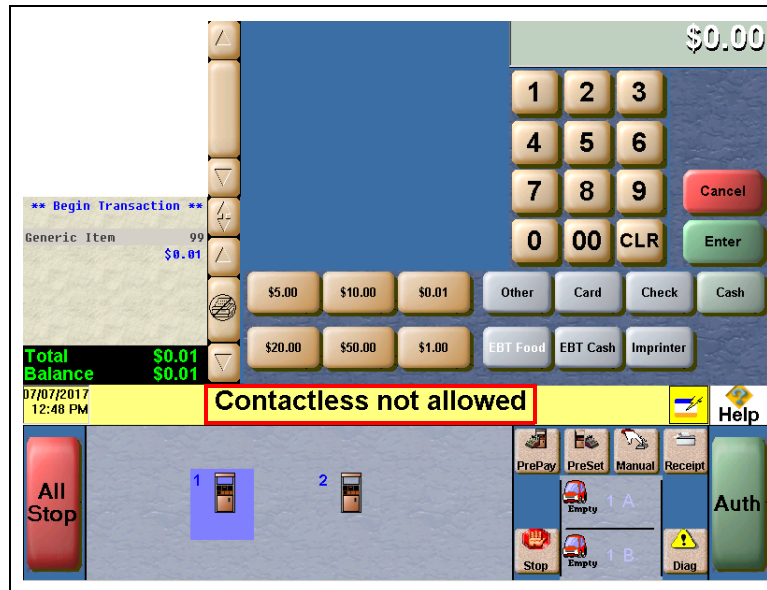 $0.00
1 2 3
4 5 6
7 8 9 Cancel
0 00 CLR Enter
** Begin Transaction **
Generic Item 99
$0.01
$5.00 $10.00 $0.01 Other Card Check Cash
$20.00 $50.00 $1.00 EBT Food EBT Cash Imprinter
Total $0.01
Balance $0.01
07/07/2017
12:48 PM
Contactless not allowed
Help
All
Stop
1
2
PrePay PreSet Manual Receipt
Empty 1 A
Stop Empty 1 B Diag
Auth